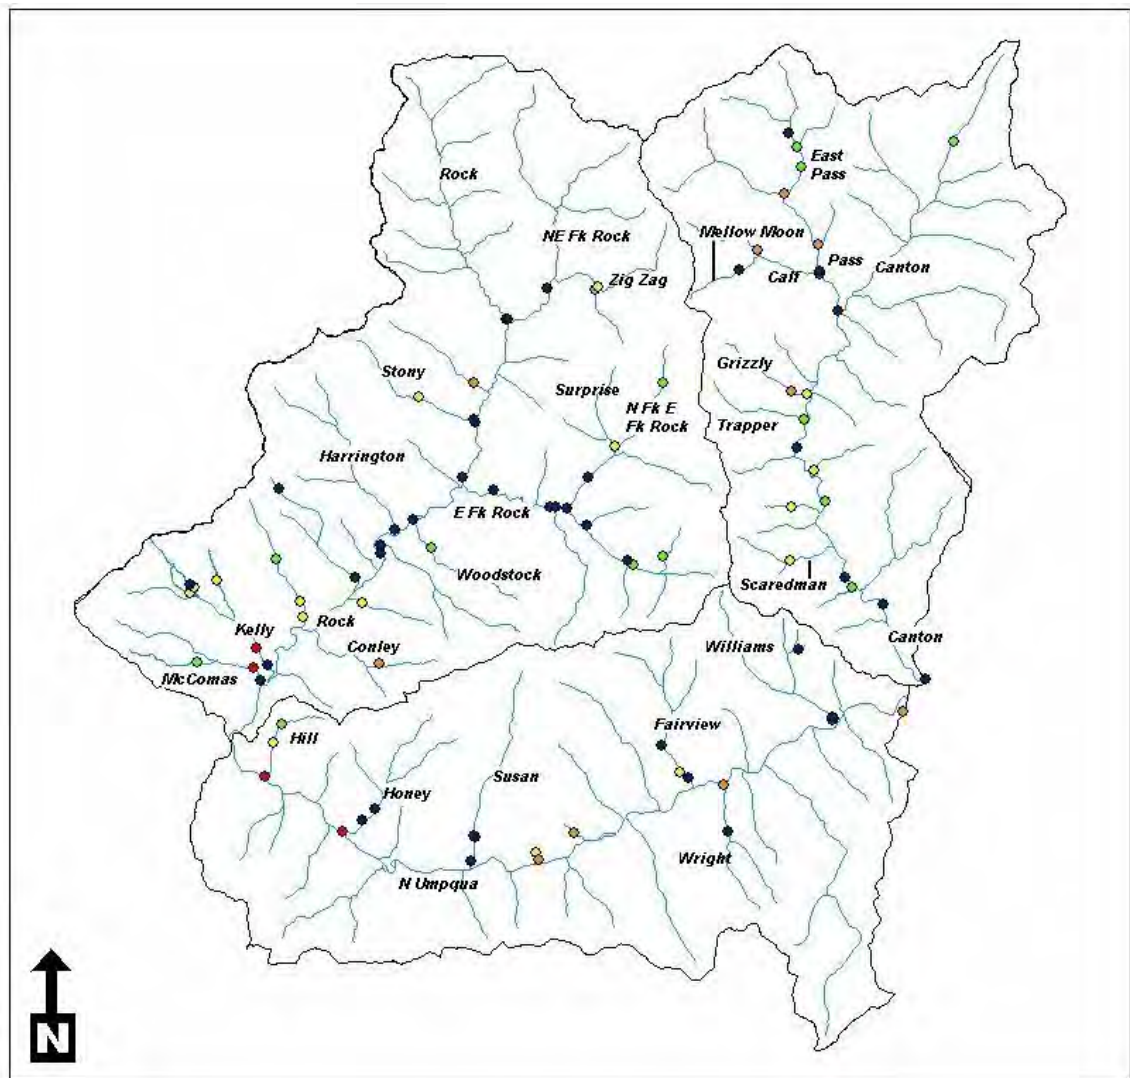 East
Pass
Rock
Mellow Moon
NE Fk Rock
Pass
Canton
Calf
Zig Zag
Grizzly
Stony
Surprise
N Fk E
Fk Rock
Trapper
Harrington
E Fk Rock
Woodstock
Scaredman
Rock
Kelly
Canton
Conley
Williams
McComas
Fairview
Hill
Susan
Honey
Wright
N Umpqua
N